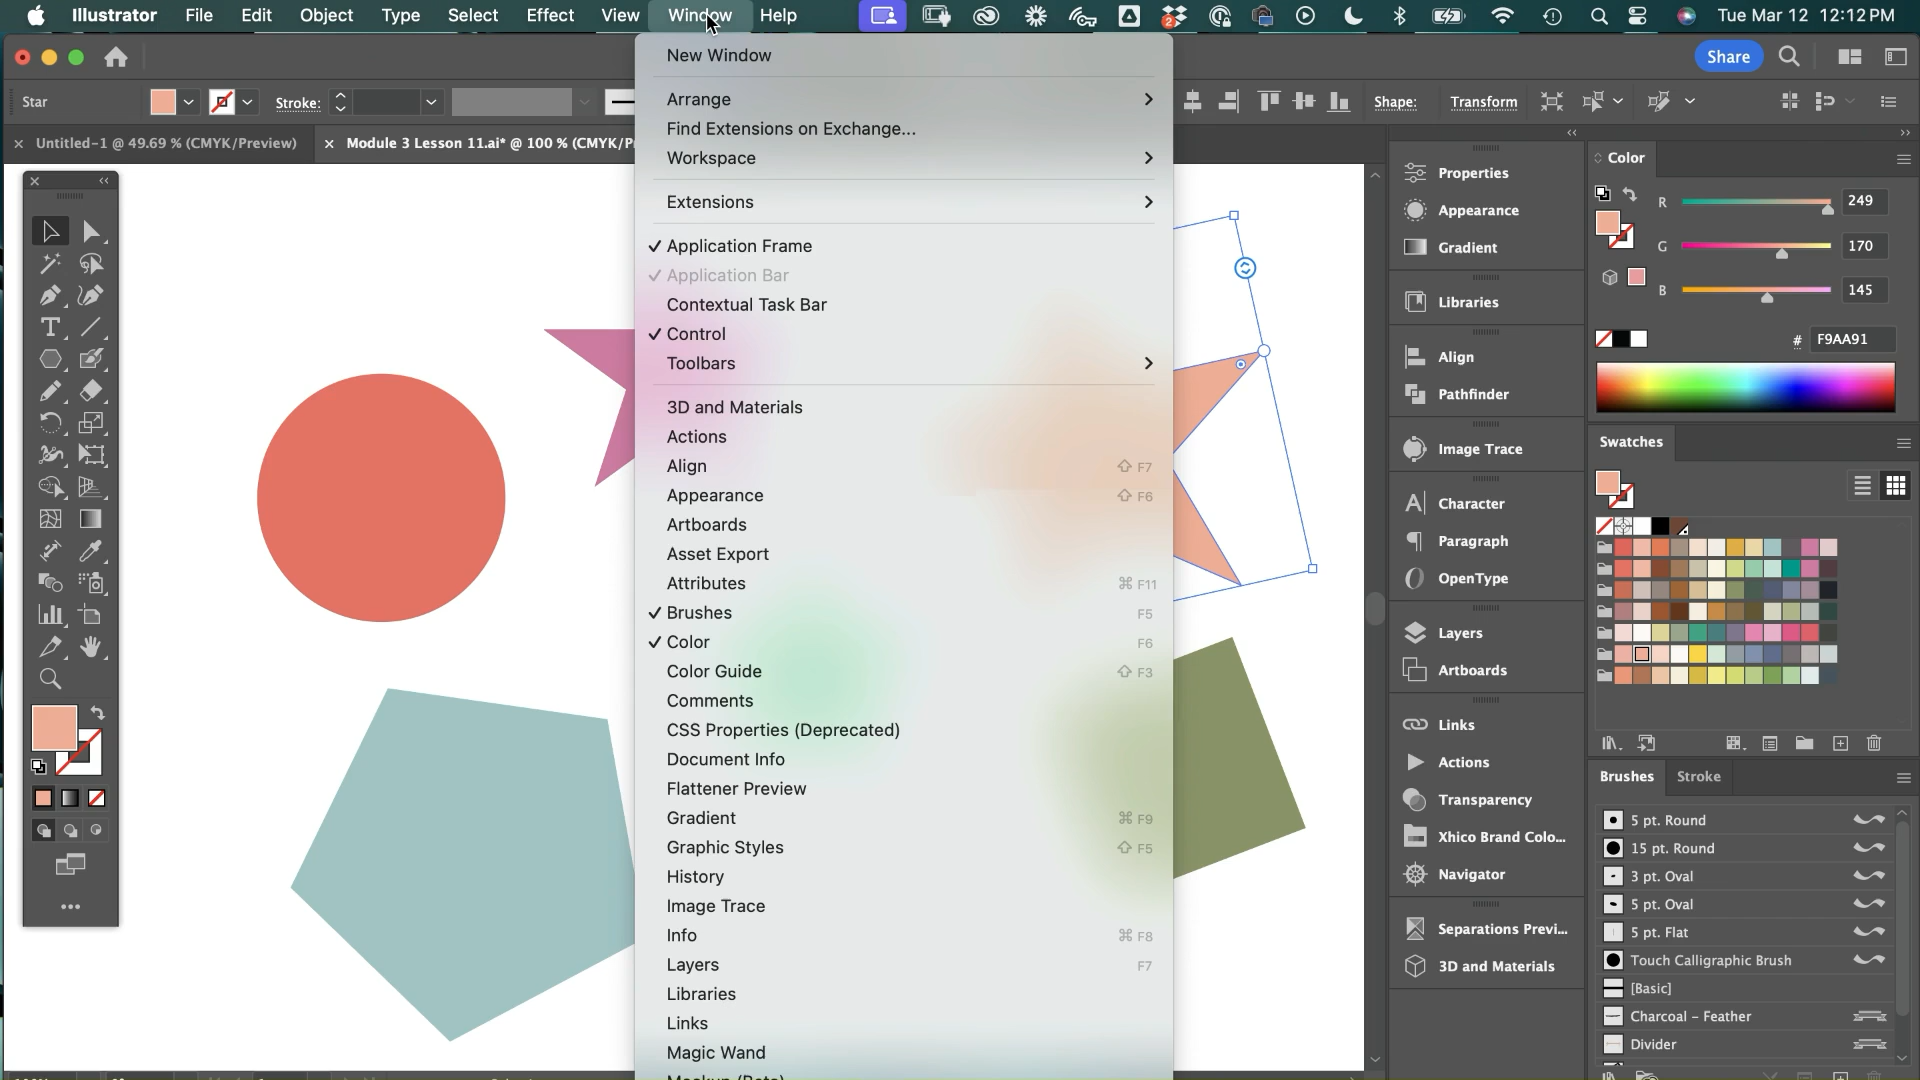 Illustrator File Edit Object Type Select Effect View Window Help
Tue Mar 12 12:12 PM
Share
Star
Stroke:
Shape:
Transform
Untitled-1 @ 49.69 % (CMYK/Preview)
Module 3 Lesson 11.ai* @ 100 % (CMYK/P
New Window
Arrange
Find Extensions on Exchange...
Workspace
Extensions
Application Frame
Application Bar
Contextual Task Bar
Control
Toolbars
3D and Materials
Actions
Align ⇧ F7
Appearance ⇧ F6
Artboards
Asset Export
Attributes ⌘ F11
Brushes F5
Color F6
Color Guide ⇧ F3
Comments
CSS Properties (Deprecated)
Document Info
Flattener Preview
Gradient ⌘ F9
Graphic Styles ⇧ F5
History
Image Trace
Info ⌘ F8
Layers F7
Libraries
Links
Magic Wand
Properties
Appearance
Gradient
Libraries
Align
Pathfinder
Image Trace
Character
Paragraph
OpenType
Layers
Artboards
Links
Actions
Transparency
Xhico Brand Colo...
Navigator
Separations Previ...
3D and Materials
Color
R 249
G 170
B 145
# F9AA91
Swatches
Brushes Stroke
5 pt. Round
15 pt. Round
3 pt. Oval
5 pt. Oval
5 pt. Flat
Touch Calligraphic Brush
[Basic]
Charcoal - Feather
Divider